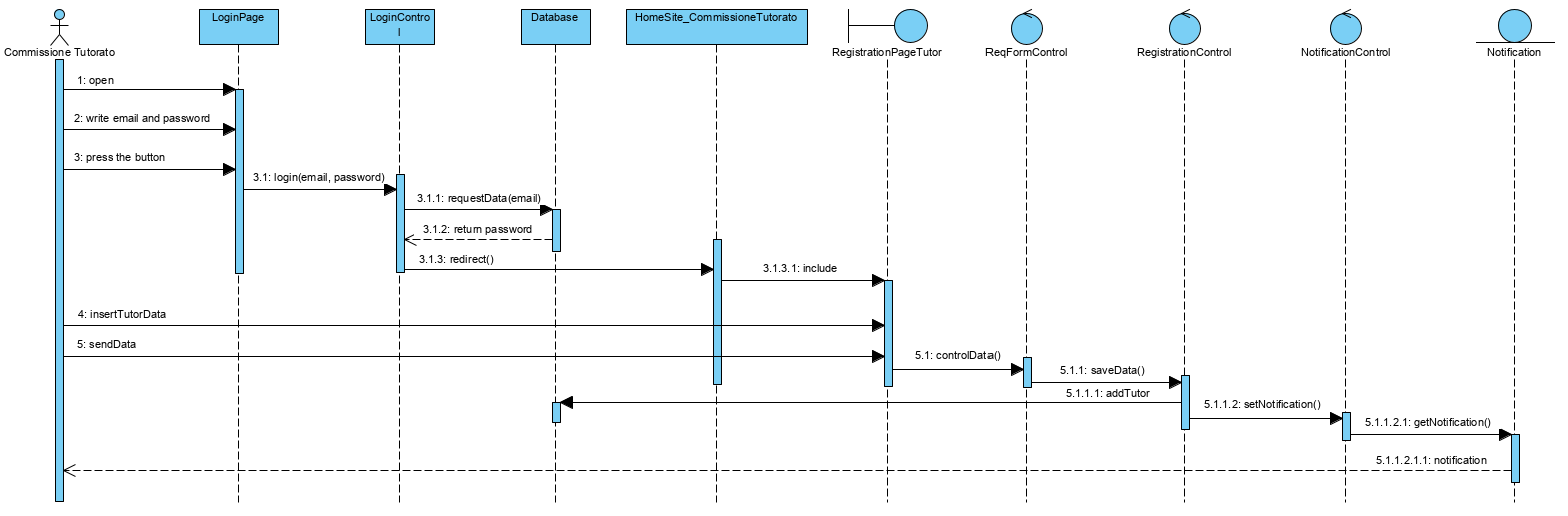 LoginPage
LoginContro
l
Database
HomeSite_CommissioneTutorato
Commissione Tutorato
RegistrationPageTutor
ReqFormControl
RegistrationControl
NotificationControl
Notification
1: open
2: write email and password
3: press the button
3.1: login(email, password)
3.1.1: requestData(email)
3.1.2: return password
3.1.3: redirect()
3.1.3.1: include
4: insertTutorData
5: sendData
5.1: controlData()
5.1.1: saveData()
5.1.1.1: addTutor
5.1.1.2: setNotification()
5.1.1.2.1: getNotification()
5.1.1.2.1.1: notification